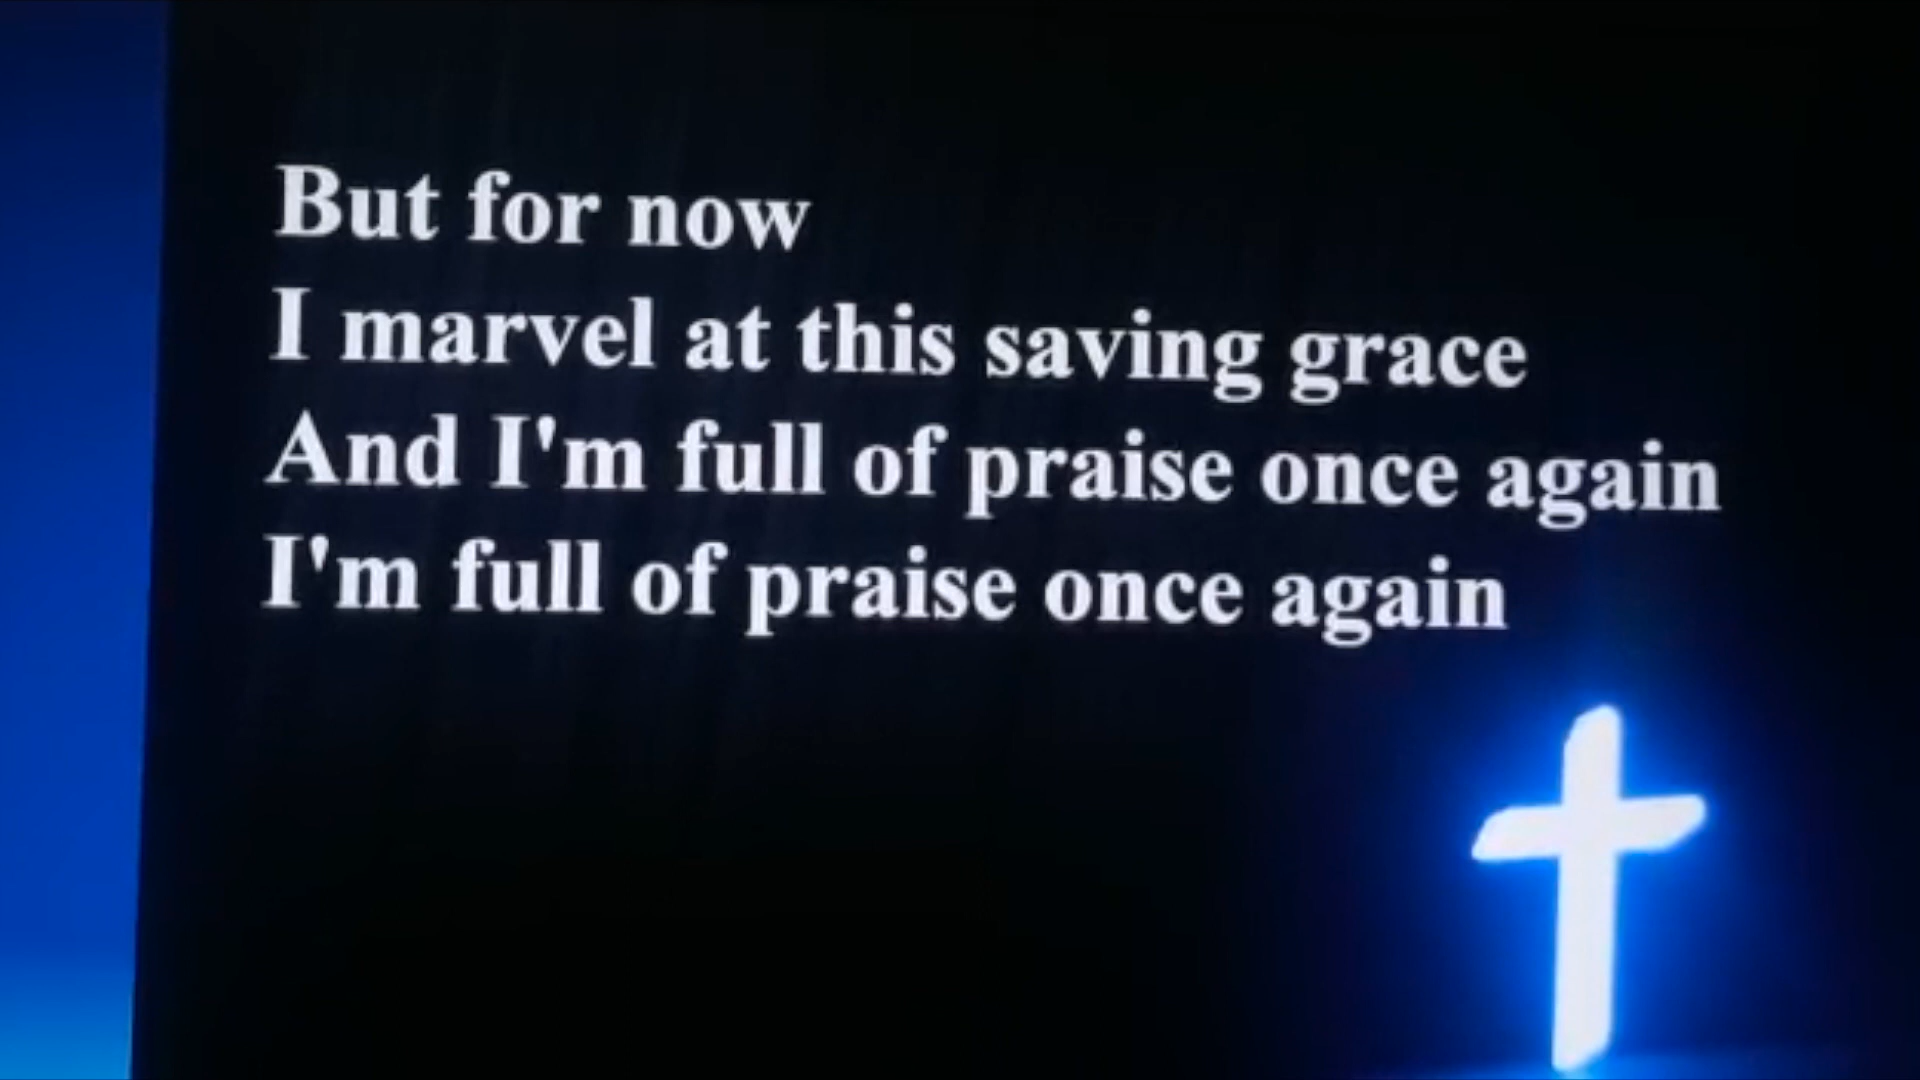 But for now
I marvel at this saving grace
And I'm full of praise once again
I'm full of praise once again